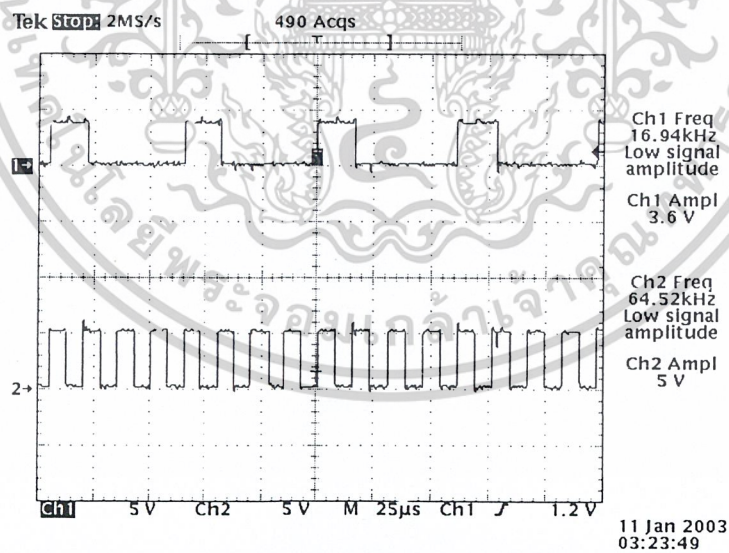 Tek Stop: 2MS/s 490 Acqs
Ch1 Freq
16.94kHz
Low signal
amplitude
Ch1 Ampl
3.6 V
Ch2 Freq
64.52kHz
Low signal
amplitude
Ch2 Ampl
5 V
1→
2→
Ch1 5 V Ch2 5 V M 25µs Ch1 1.2 V
11 Jan 2003
03:23:49